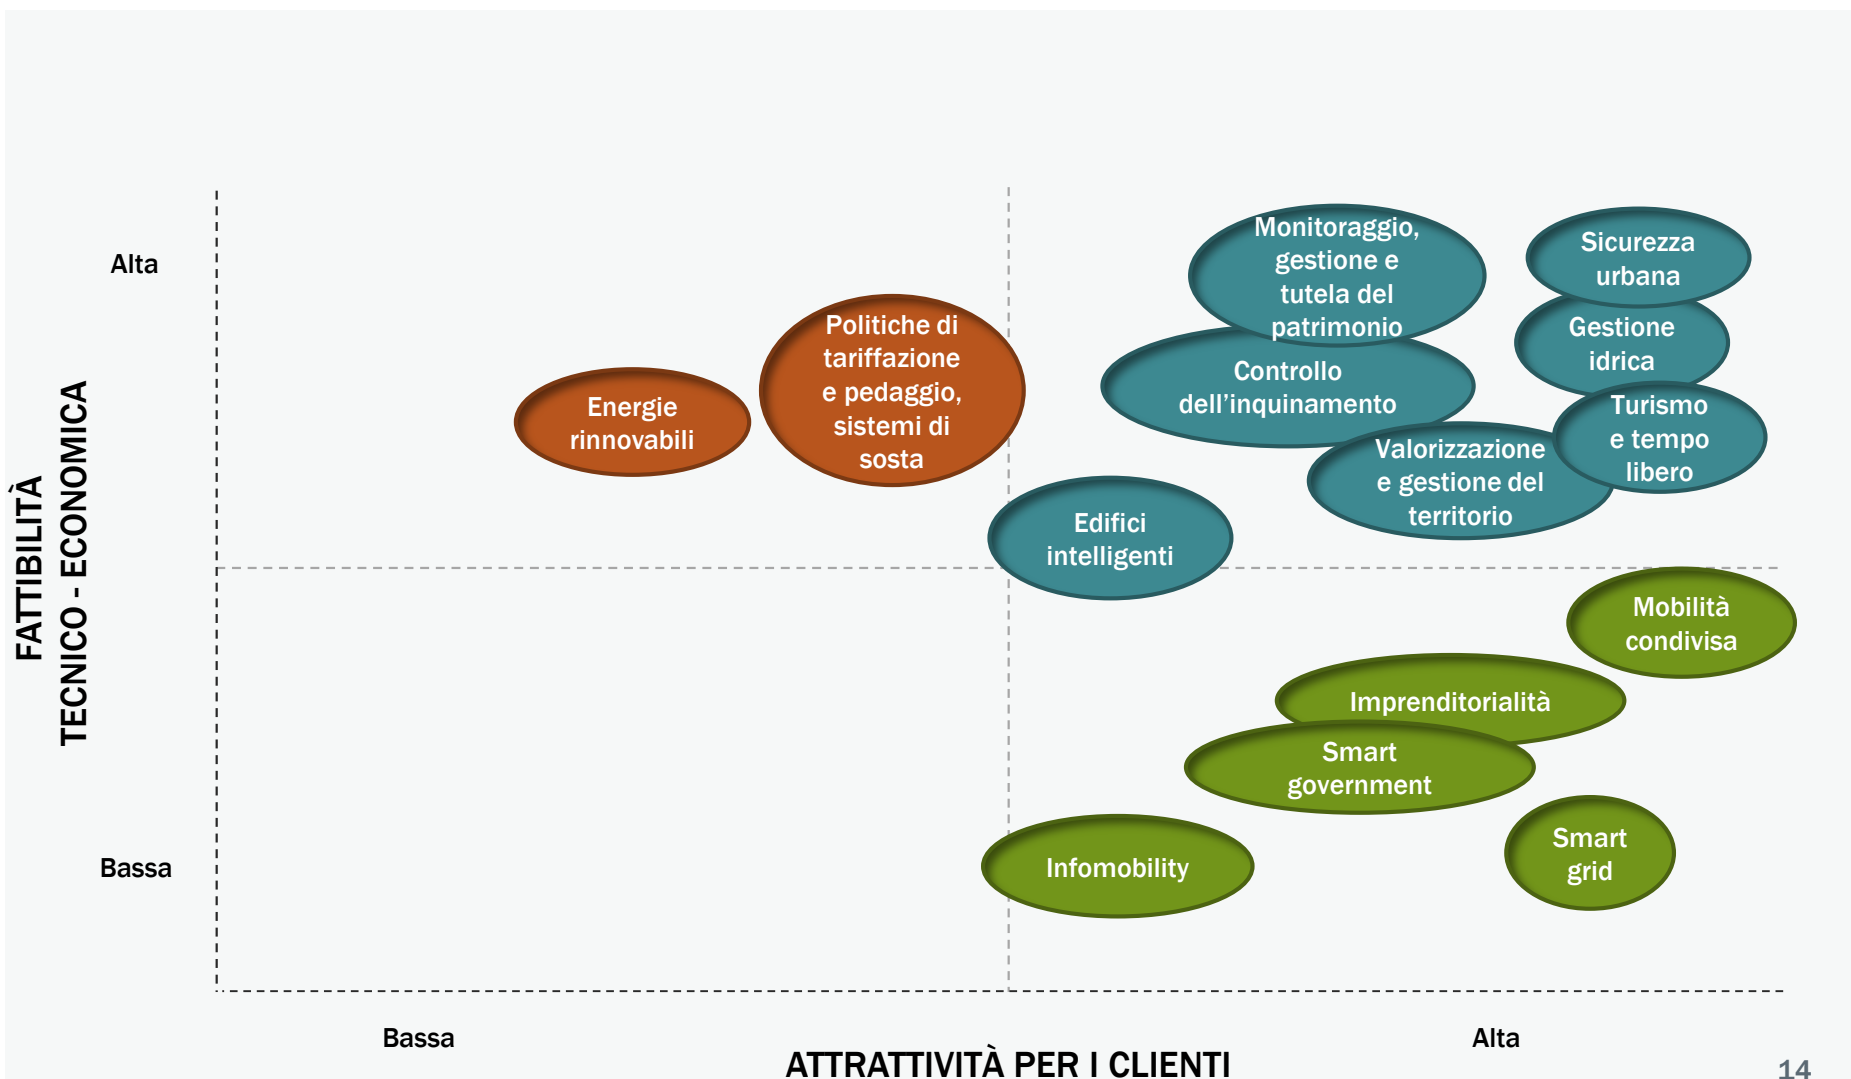 Alta
Monitoraggio,
gestione e
tutela del
patrimonio
Sicurezza
urbana
Politiche di
tariffazione
e pedaggio,
sistemi di
sosta
Gestione
idrica
Controllo
dell’inquinamento
Energie
rinnovabili
Turismo
e tempo
libero
Valorizzazione
e gestione del
territorio
Edifici
intelligenti
FATTIBILITÀ
TECNICO - ECONOMICA
Mobilità
condivisa
Imprenditorialità
Smart
government
Smart
grid
Infomobility
Bassa
Bassa
Alta
ATTRATTIVITÀ PER I CLIENTI
14